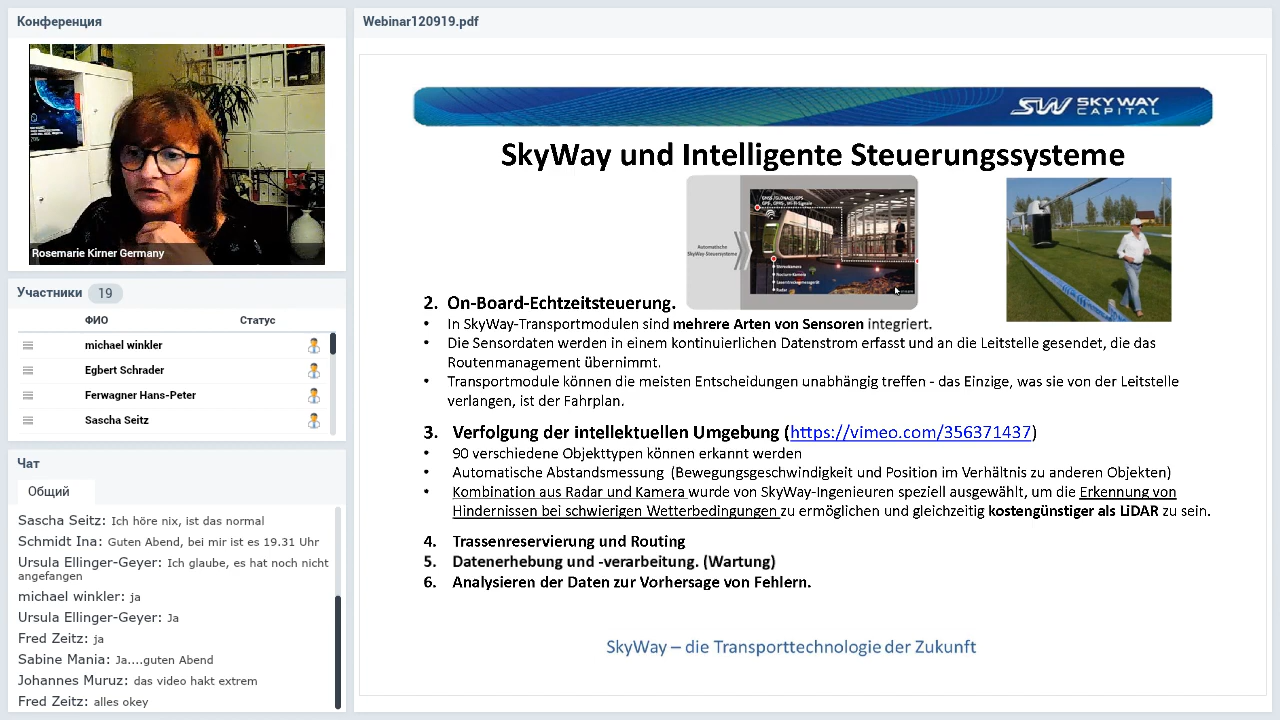 Конференция
Rosemarie Kirner Germany
Участники 19
ФИО Статус
michael winkler
Egbert Schrader
Ferwagner Hans-Peter
Sascha Seitz
Чат
Общий
Sascha Seitz: Ich höre nix, ist das normal
Schmidt Ina: Guten Abend, bei mir ist es 19.31 Uhr
Ursula Ellinger-Geyer: Ich glaube, es hat noch nicht
angefangen
michael winkler: ja
Ursula Ellinger-Geyer: Ja
Fred Zeitz: ja
Sabine Mania: Ja....guten Abend
Johannes Muruz: das video hakt extrem
Fred Zeitz: alles okey
Webinar120919.pdf
SW SKY WAY
CAPITAL
SkyWay und Intelligente Steuerungssysteme
Automatische
SkyWay-Steuersysteme
2. On-Board-Echtzeitsteuerung.
• In SkyWay-Transportmodulen sind mehrere Arten von Sensoren integriert.
• Die Sensordaten werden in einem kontinuierlichen Datenstrom erfasst und an die Leitstelle gesendet, die das
Routenmanagement übernimmt.
• Transportmodule können die meisten Entscheidungen unabhängig treffen - das Einzige, was sie von der Leitstelle
verlangen, ist der Fahrplan.
3. Verfolgung der intellektuellen Umgebung (https://vimeo.com/356371437)
• 90 verschiedene Objekttypen können erkannt werden
• Automatische Abstandsmessung (Bewegungsgeschwindigkeit und Position im Verhältnis zu anderen Objekten)
• Kombination aus Radar und Kamera wurde von SkyWay-Ingenieuren speziell ausgewählt, um die Erkennung von
Hindernissen bei schwierigen Wetterbedingungen zu ermöglichen und gleichzeitig kostengünstiger als LiDAR zu sein.
4. Trassenreservierung und Routing
5. Datenerhebung und -verarbeitung. (Wartung)
6. Analysieren der Daten zur Vorhersage von Fehlern.
SkyWay – die Transporttechnologie der Zukunft